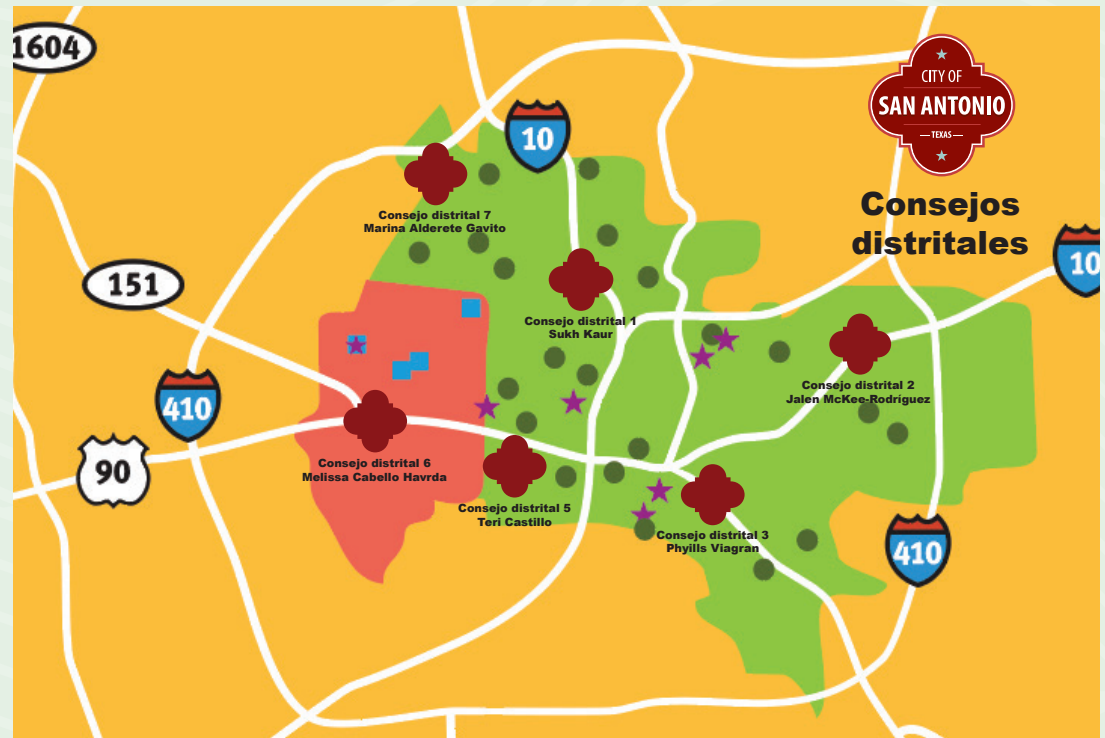 1604
CITY OF
SAN ANTONIO
TEXAS
10
Consejos
distritales
Consejo distrital 7
Marina Alderete Gavito
10
151
Consejo distrital 1
Sukh Kaur
Consejo distrital 2
Jalen McKee-Rodríguez
410
90
Consejo distrital 6
Melissa Cabello Havrda
Consejo distrital 5
Teri Castillo
Consejo distrital 3
Phyills Viagran
410